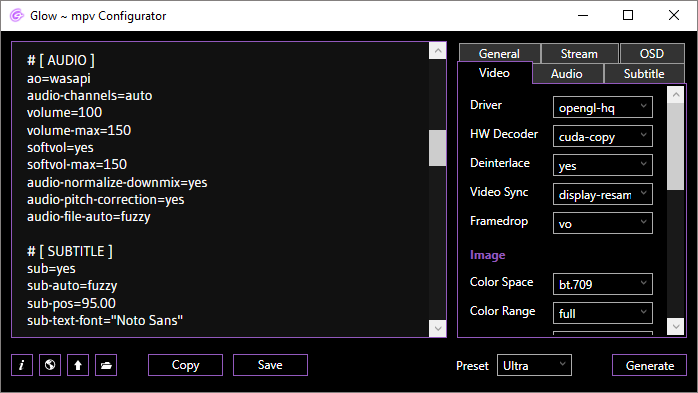 Glow ~ mpv Configurator
# [ AUDIO ]
ao=wasapi
audio-channels=auto
volume=100
volume-max=150
softvol=yes
softvol-max=150
audio-normalize-downmix=yes
audio-pitch-correction=yes
audio-file-auto=fuzzy
# [ SUBTITLE ]
sub=yes
sub-auto=fuzzy
sub-pos=95.00
sub-text-font="Noto Sans"
General Stream OSD
Video Audio Subtitle
Driver opengl-hq
HW Decoder cuda-copy
Deinterlace yes
Video Sync display-resam
Framedrop vo
Image
Color Space bt.709
Color Range full
i Copy Save Preset Ultra Generate